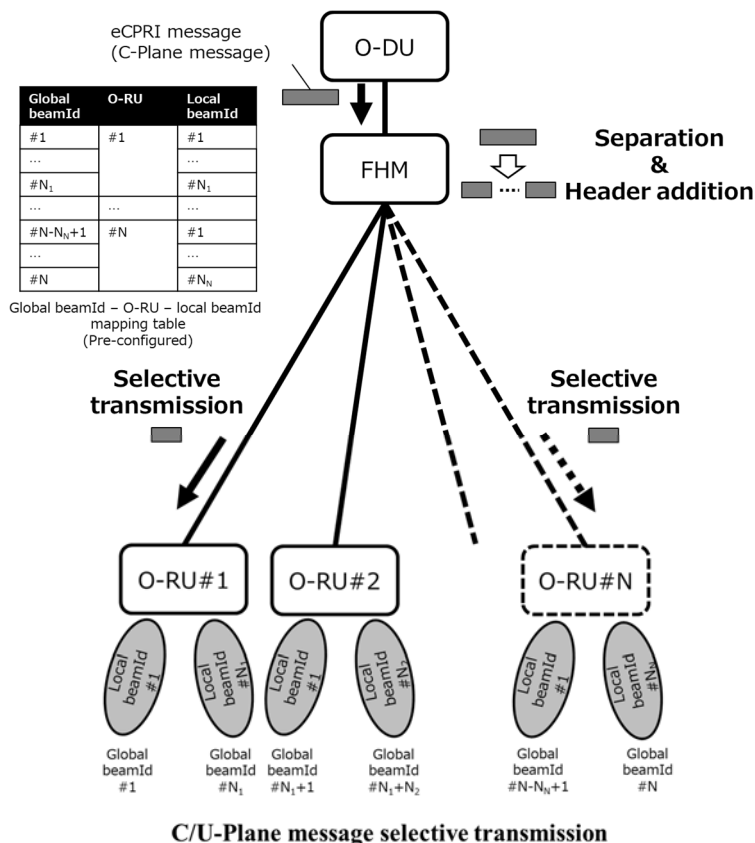 eCPRI message
(C-Plane message)
O-DU
Global beamId O-RU Local beamId
#1 #1 #1
... ...
#N₁ #N₁
... ... ...
#N-Nₙ+1 #N #1
... ...
#N #Nₙ
Global beamId – O-RU – local beamId
mapping table
(Pre-configured)
FHM
Separation
&
Header addition
Selective
transmission
Selective
transmission
O-RU#1
O-RU#2
O-RU#N
Local
beamId
#1
Local
beamId
#N₁
Local
beamId
#1
Local
beamId
#N₂
Local
beamId
#1
Local
beamId
#Nₙ
Global
beamId
#1
Global
beamId
#N₁
Global
beamId
#N₁+1
Global
beamId
#N₁+N₂
Global
beamId
#N-Nₙ+1
Global
beamId
#N
C/U-Plane message selective transmission